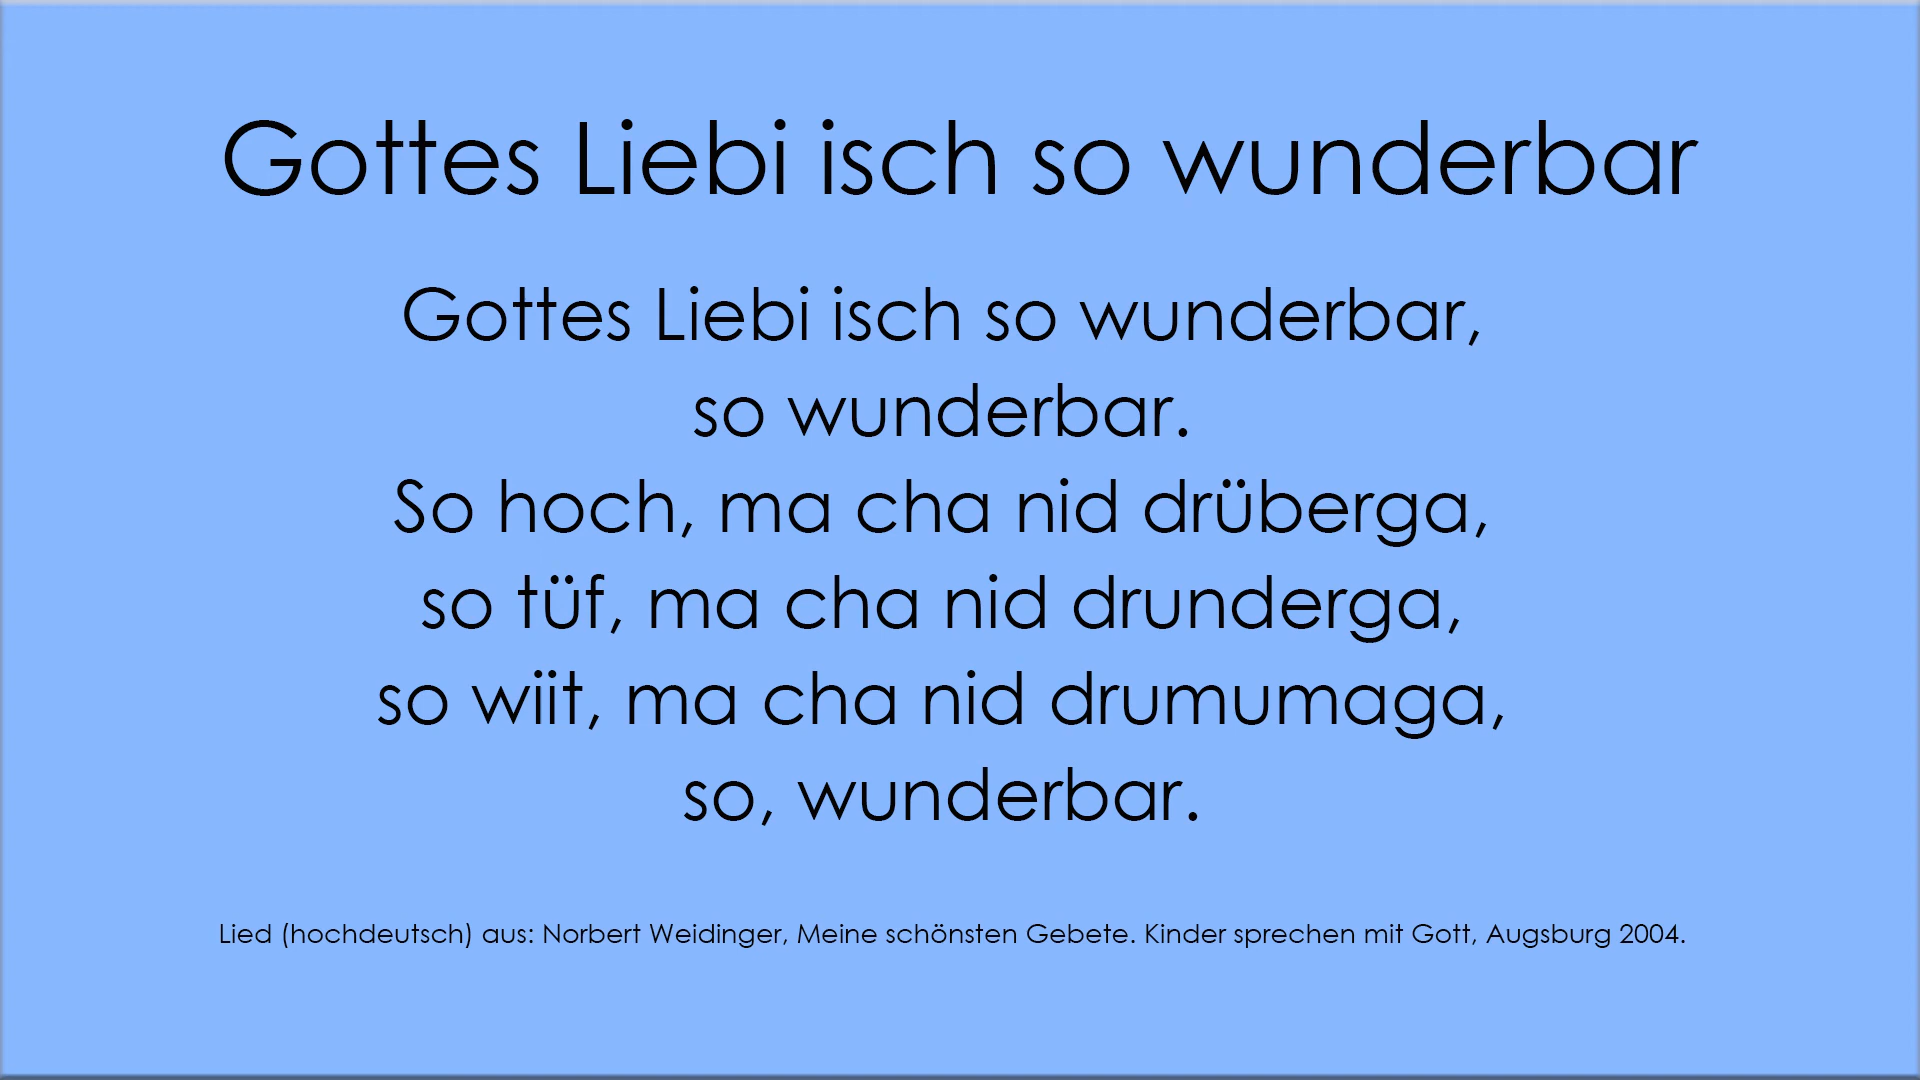 Gottes Liebi isch so wunderbar
Gottes Liebi isch so wunderbar,
so wunderbar.
So hoch, ma cha nid drüberga,
so tüf, ma cha nid drunderga,
so wiit, ma cha nid drumumaga,
so, wunderbar.
Lied (hochdeutsch) aus: Norbert Weidinger, Meine schönsten Gebete. Kinder sprechen mit Gott, Augsburg 2004.